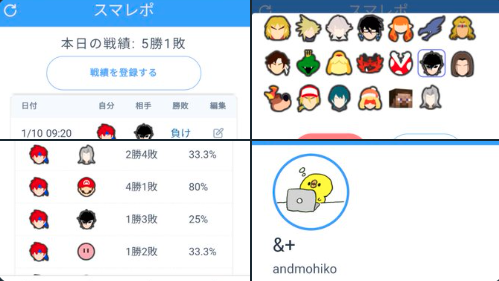 スマレポ
本日の戦績: 5勝1敗
戦績を登録する
日付 自分 相手 勝敗 編集
1/10 09:20 負け
スマレポ
2勝4敗 33.3%
4勝1敗 80%
1勝3敗 25%
1勝2敗 33.3%
&+
andmohiko